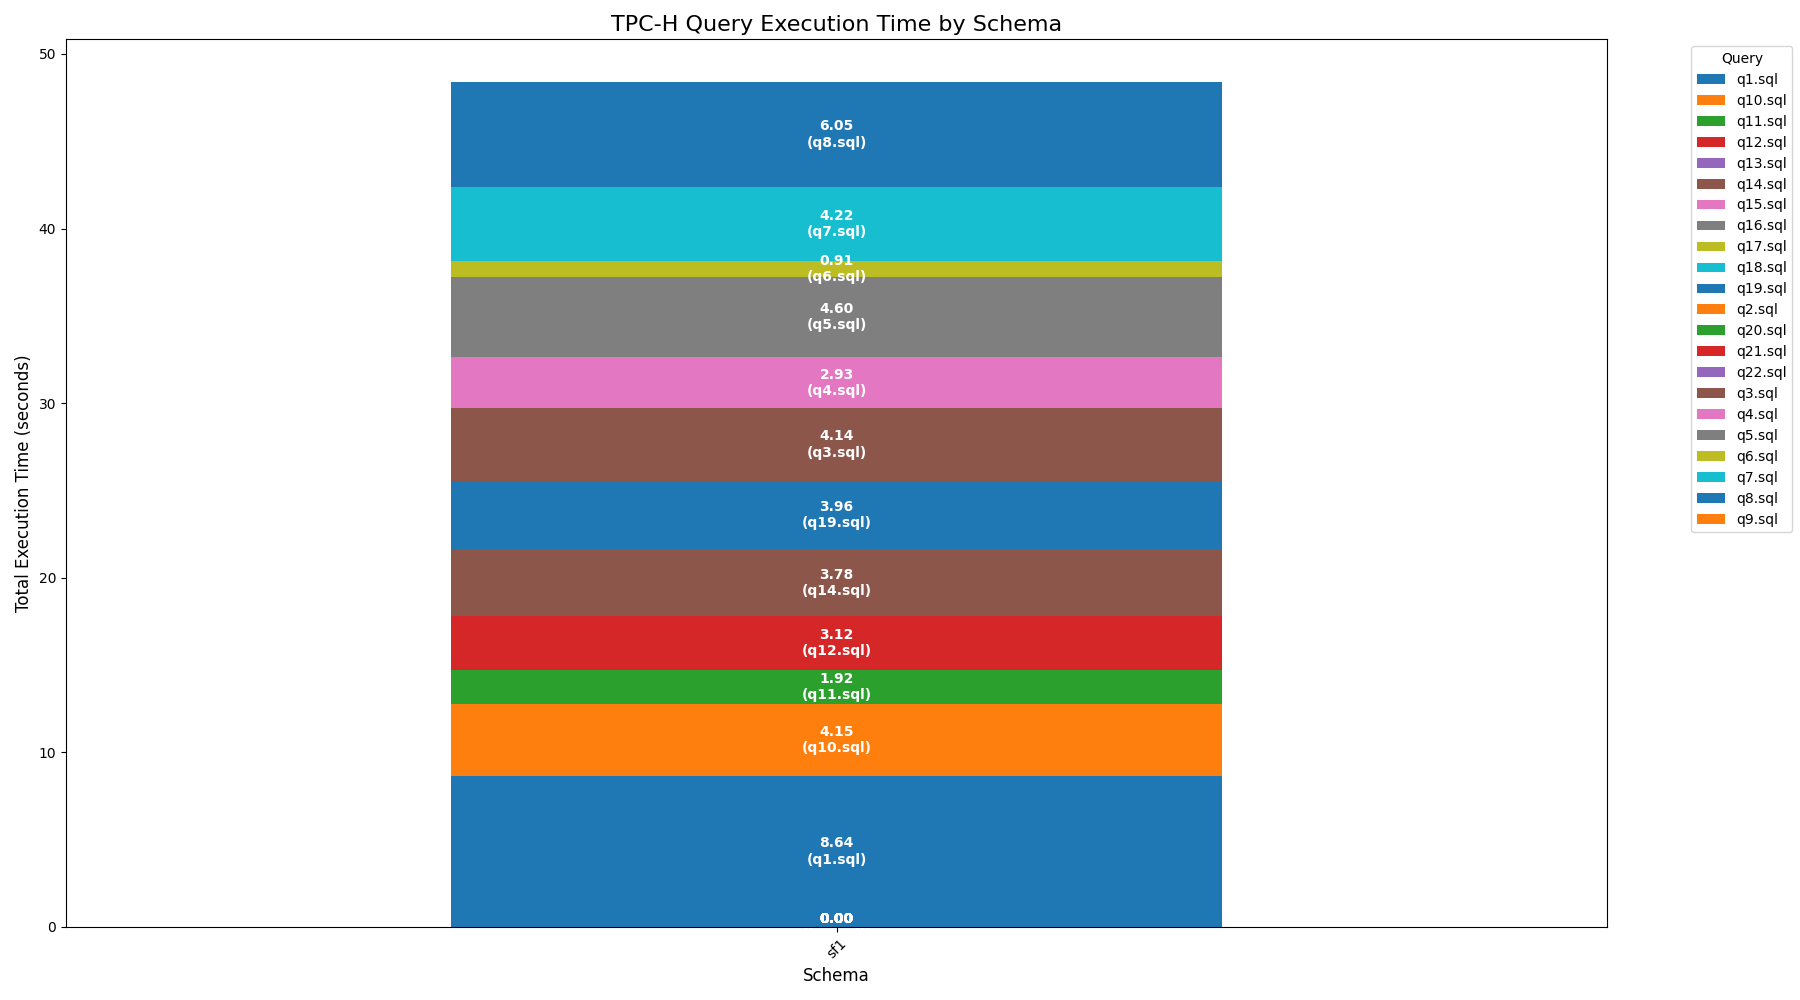 TPC-H Query Execution Time by Schema
Total Execution Time (seconds)
50
40
30
20
10
0
6.05
(q8.sql)
4.22
(q7.sql)
0.91
(q6.sql)
4.60
(q5.sql)
2.93
(q4.sql)
4.14
(q3.sql)
3.96
(q19.sql)
3.78
(q14.sql)
3.12
(q12.sql)
1.92
(q11.sql)
4.15
(q10.sql)
8.64
(q1.sql)
0.00
sf1
Schema
Query
q1.sql
q10.sql
q11.sql
q12.sql
q13.sql
q14.sql
q15.sql
q16.sql
q17.sql
q18.sql
q19.sql
q2.sql
q20.sql
q21.sql
q22.sql
q3.sql
q4.sql
q5.sql
q6.sql
q7.sql
q8.sql
q9.sql